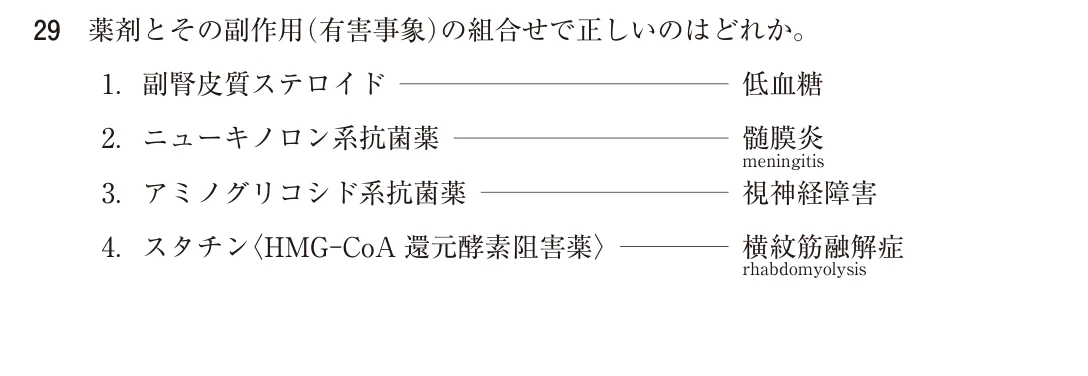 29 薬剤とその副作用(有害事象)の組合せで正しいのはどれか。
1. 副腎皮質ステロイド ――― 低血糖
2. ニューキノロン系抗菌薬 ――― 髄膜炎
meningitis
3. アミノグリコシド系抗菌薬 ――― 視神経障害
4. スタチン〈HMG-CoA 還元酵素阻害薬〉 ――― 横紋筋融解症
rhabdomyolysis